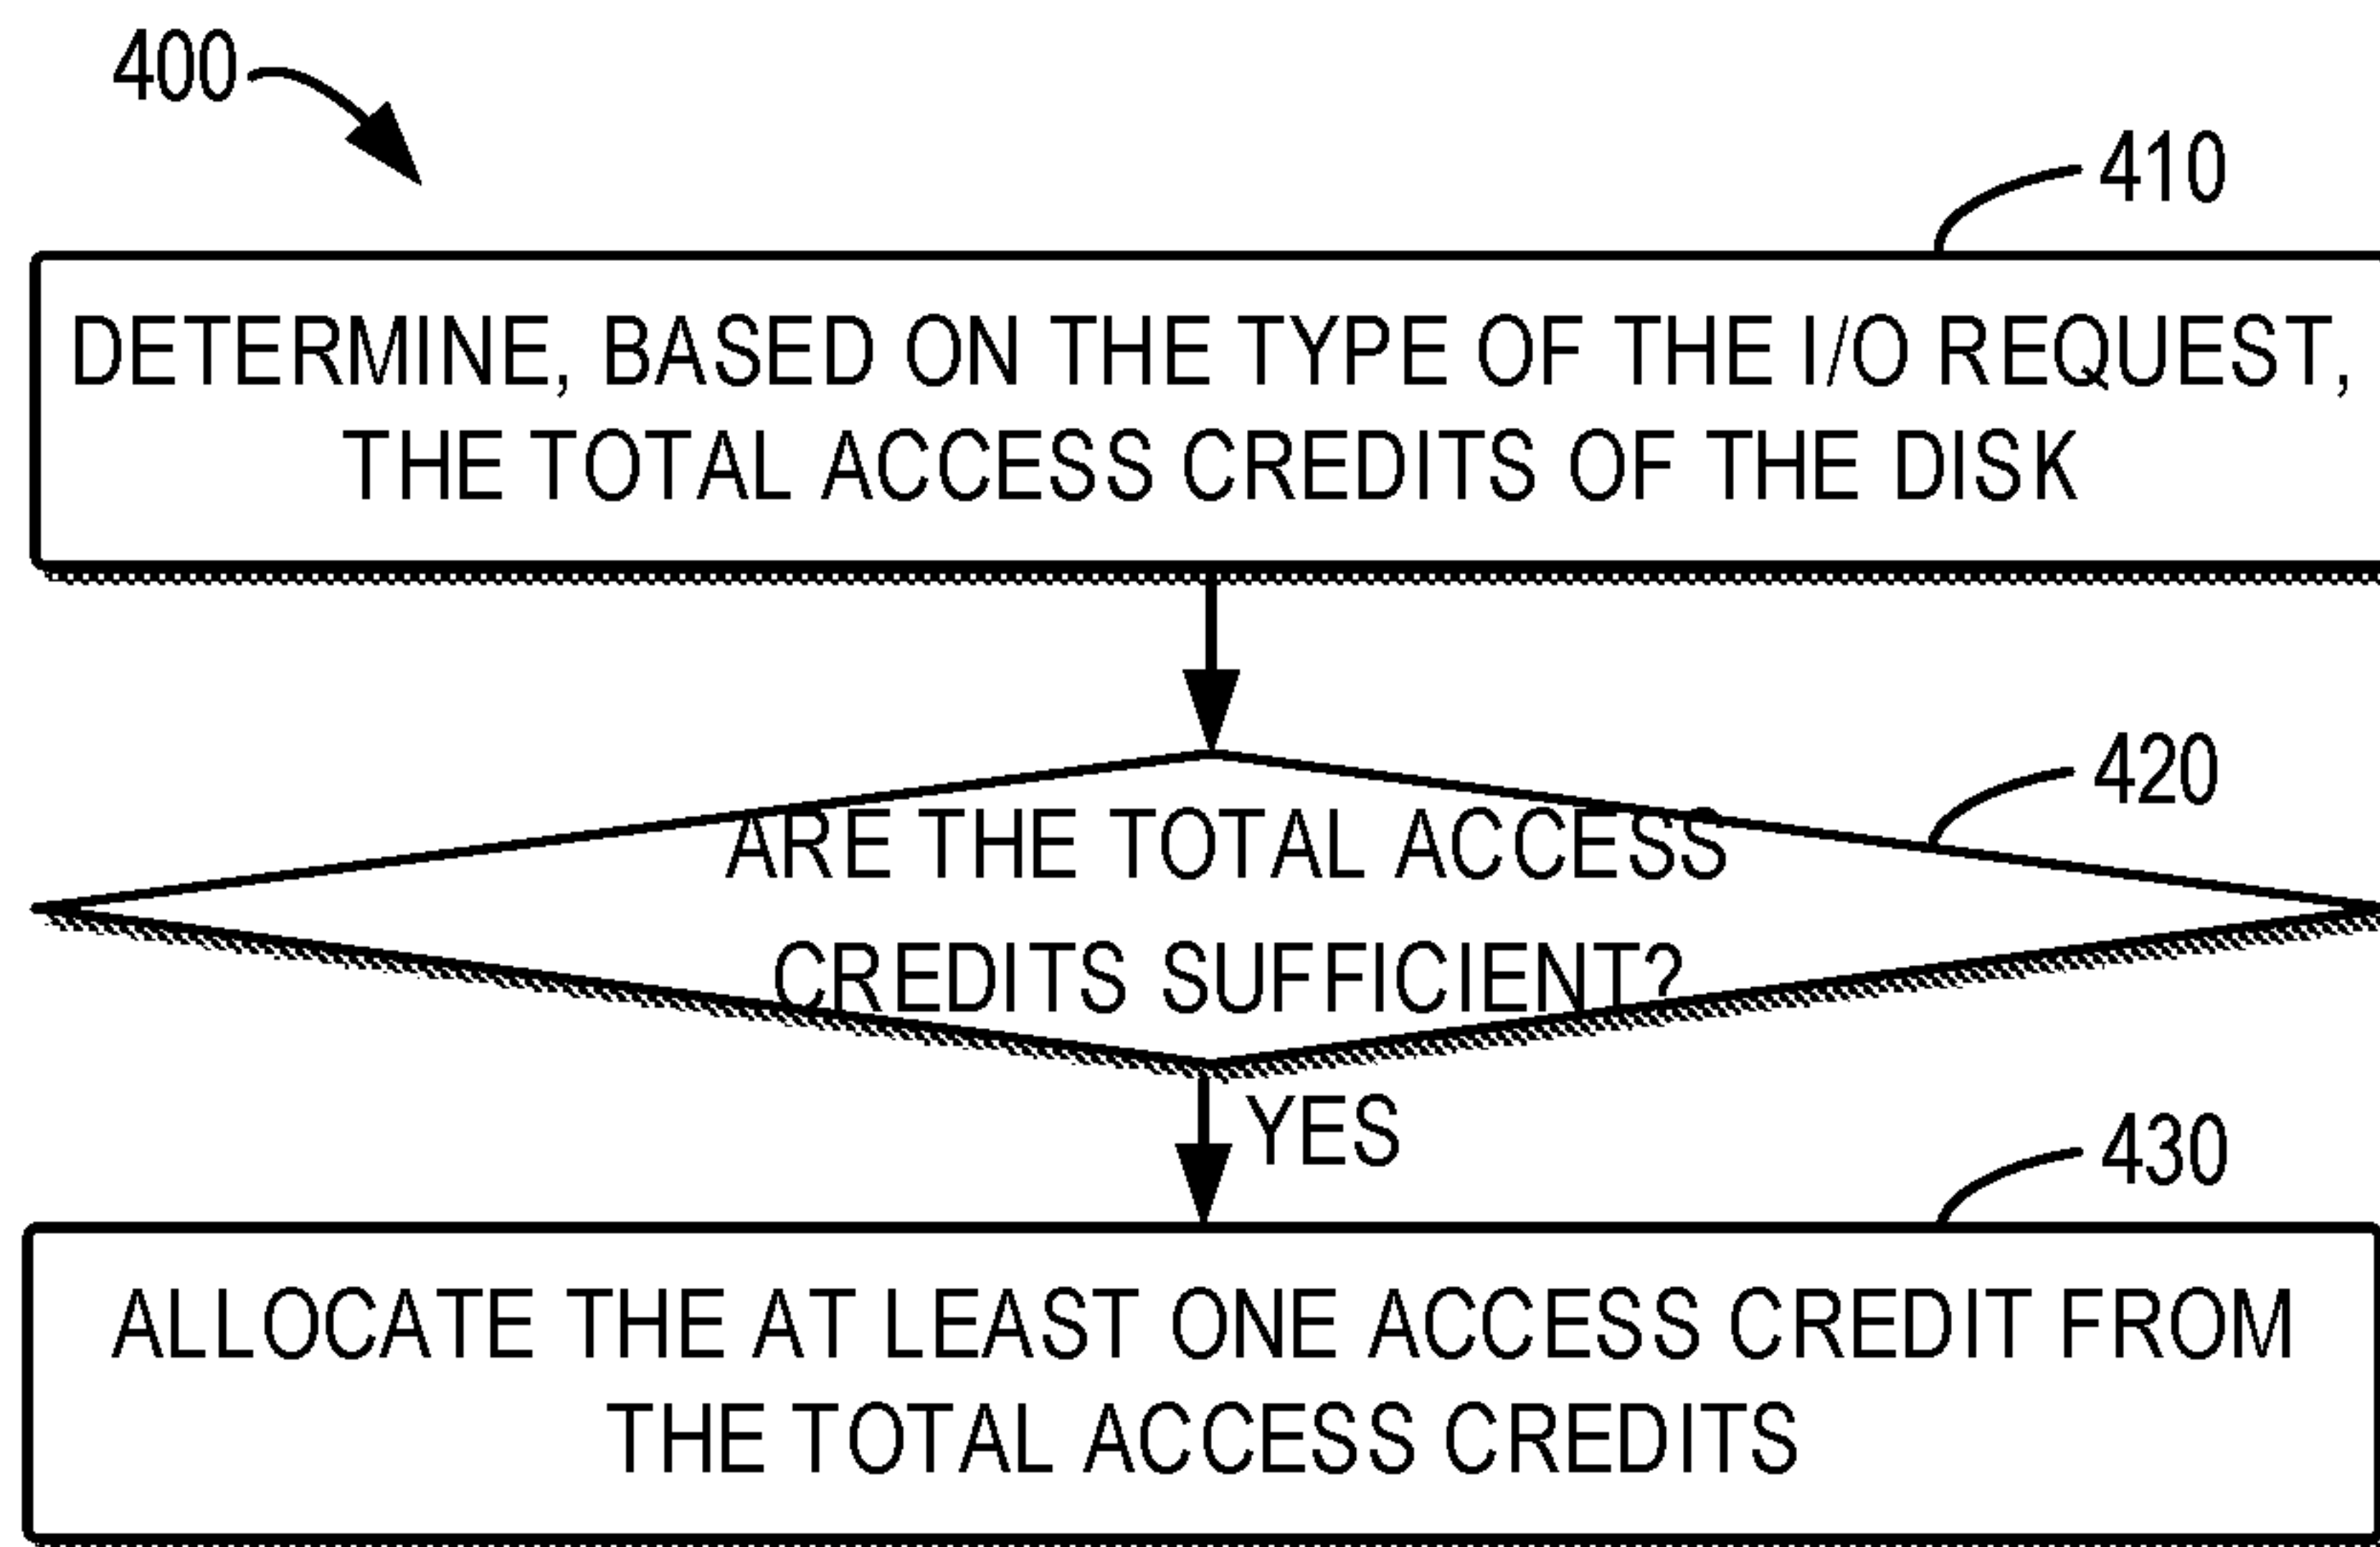 400
410
DETERMINE, BASED ON THE TYPE OF THE I/O REQUEST,
THE TOTAL ACCESS CREDITS OF THE DISK
420
ARE THE TOTAL ACCESS
CREDITS SUFFICIENT?
YES
430
ALLOCATE THE AT LEAST ONE ACCESS CREDIT FROM
THE TOTAL ACCESS CREDITS